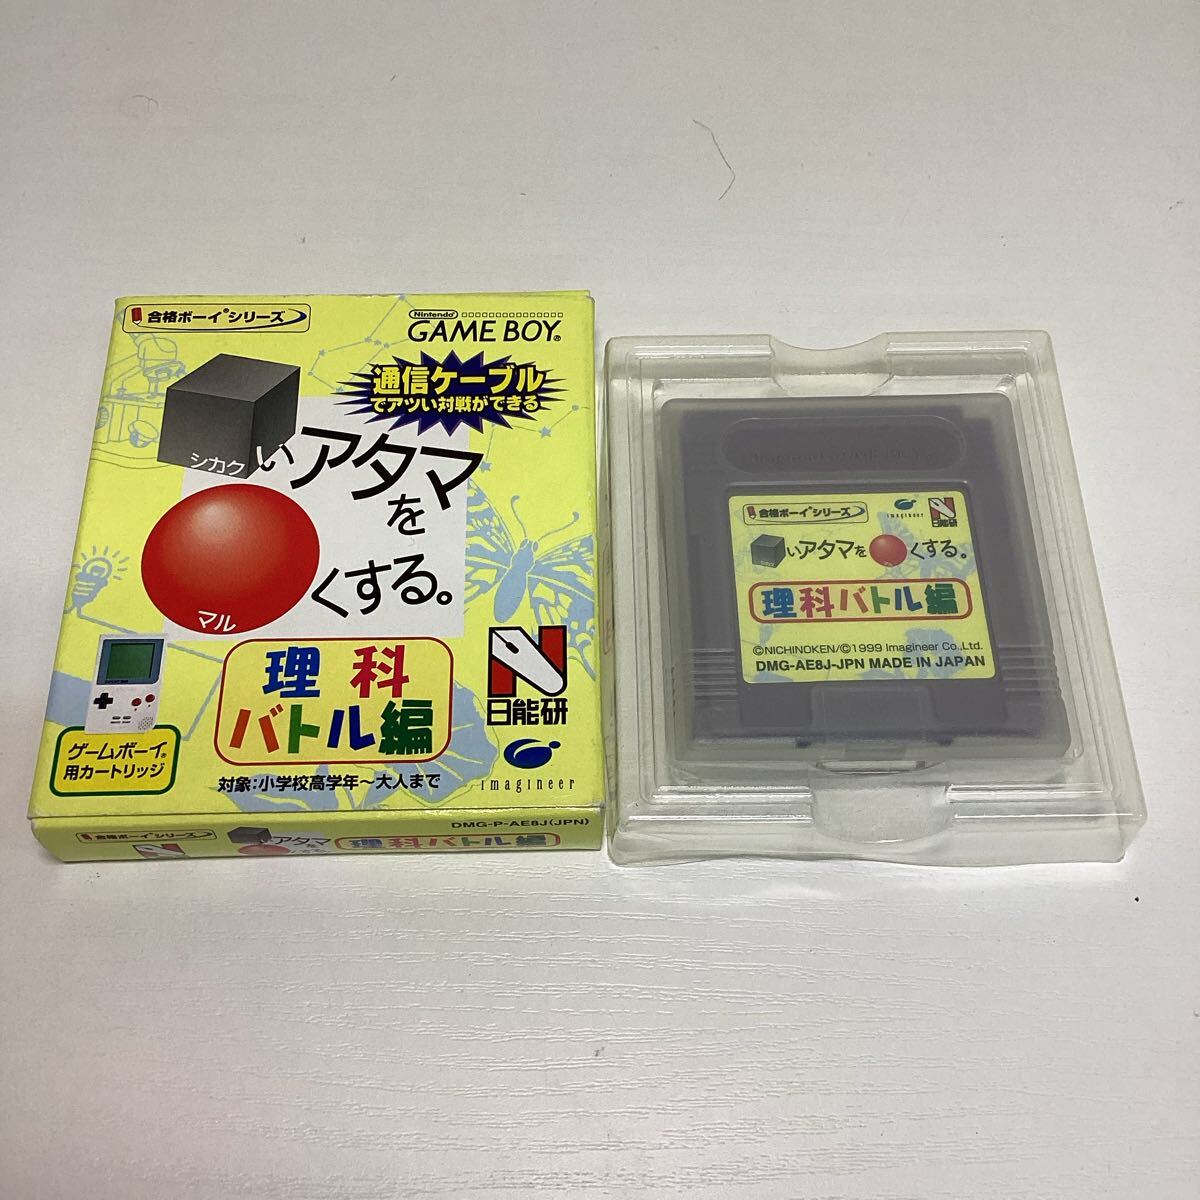 合格ボーイ®シリーズ
Nintendo
GAME BOY®
通信ケーブル
でアツい対戦ができる
シカク
いアタマ
を
マル
くする。
理科
バトル編
対象:小学校高学年～大人まで
ゲームボーイ®
用カートリッジ
N
日能研
imagineer
DMG-P-AE8J(JPN)
合格ボーイ®シリーズ
N
いアタマを
くする。
理科バトル編
合格ボーイ®シリーズ
imagineer
N
日能研
いアタマを くする。
理科バトル編
©NICHINOKEN/©1999 Imagineer Co.,Ltd.
DMG-AE8J-JPN MADE IN JAPAN